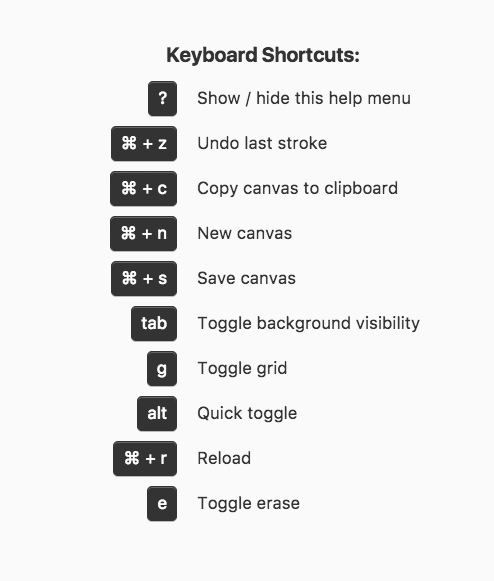 Keyboard Shortcuts:
? Show / hide this help menu
⌘ + z Undo last stroke
⌘ + c Copy canvas to clipboard
⌘ + n New canvas
⌘ + s Save canvas
tab Toggle background visibility
g Toggle grid
alt Quick toggle
⌘ + r Reload
e Toggle erase